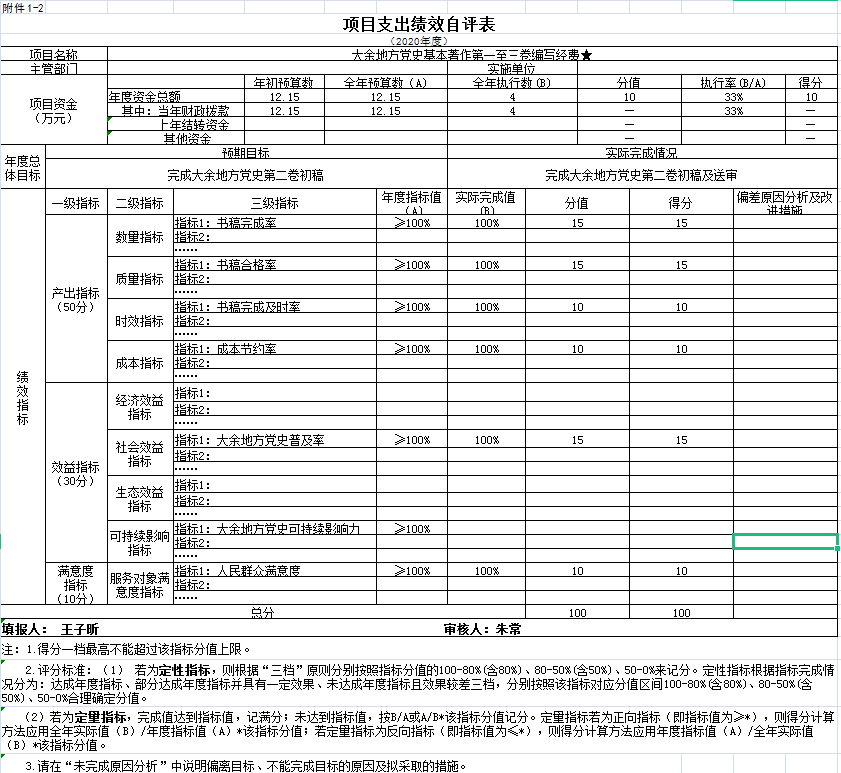 附件1-2
项目支出绩效自评表
（2020年度）
项目名称 大余地方党史基本著作第一至三卷编写经费★
主管部门 实施单位
项目资金（万元） 年初预算数 全年预算数（A） 全年执行数（B） 分值 执行率(B/A) 得分
年度资金总额 12.15 12.15 4 10 33% 10
其中：当年财政拨款 12.15 12.15 4 — 33% —
上年结转资金 — —
其他资金 — —
年度总体目标 预期目标 实际完成情况
完成大余地方党史第二卷初稿 完成大余地方党史第二卷初稿及送审
绩效指标 一级指标 二级指标 三级指标 年度指标值（A） 实际完成值（B） 分值 得分 偏差原因分析及改进措施
产出指标（50分） 数量指标 指标1：书稿完成率 ≥100% 100% 15 15
指标2：
……
质量指标 指标1：书稿合格率 ≥100% 100% 15 15
指标2：
……
时效指标 指标1：书稿完成及时率 ≥100% 100% 10 10
指标2：
……
成本指标 指标1：成本节约率 ≥100% 100% 10 10
指标2：
……
效益指标（30分） 经济效益指标 指标1：
指标2：
……
社会效益指标 指标1：大余地方党史普及率 ≥100% 100% 15 15
指标2：
……
生态效益指标 指标1：
指标2：
……
可持续影响指标 指标1：大余地方党史可持续影响力 ≥100%
指标2：
……
满意度指标（10分） 服务对象满意度指标 指标1：人民群众满意度 ≥100% 100% 10 10
指标2：
……
总分 100 100
填报人： 王子昕 审核人：朱常
注：1.得分一档最高不能超过该指标分值上限。
2.评分标准：（1） 若为定性指标，则根据“三档”原则分别按照指标分值的100-80%(含80%)、80-50%(含50%)、50-0%来记分。定性指标根据指标完成情
况分为：达成年度指标、部分达成年度指标并具有一定效果、未达成年度指标且效果较差三档，分别按照该指标对应分值区间100-80%(含80%)、80-50%(含
50%)、50-0%合理确定分值。
（2）若为定量指标，完成值达到指标值，记满分；未达到指标值，按B/A或A/B*该指标分值记分。定量指标若为正向指标（即指标值为≥*），则得分计算
方法应用全年实际值（B）/年度指标值（A）*该指标分值；若定量指标为反向指标（即指标值为≤*），则得分计算方法应用年度指标值（A）/全年实际值
（B）*该指标分值。
3.请在“未完成原因分析”中说明偏离目标、不能完成目标的原因及拟采取的措施。